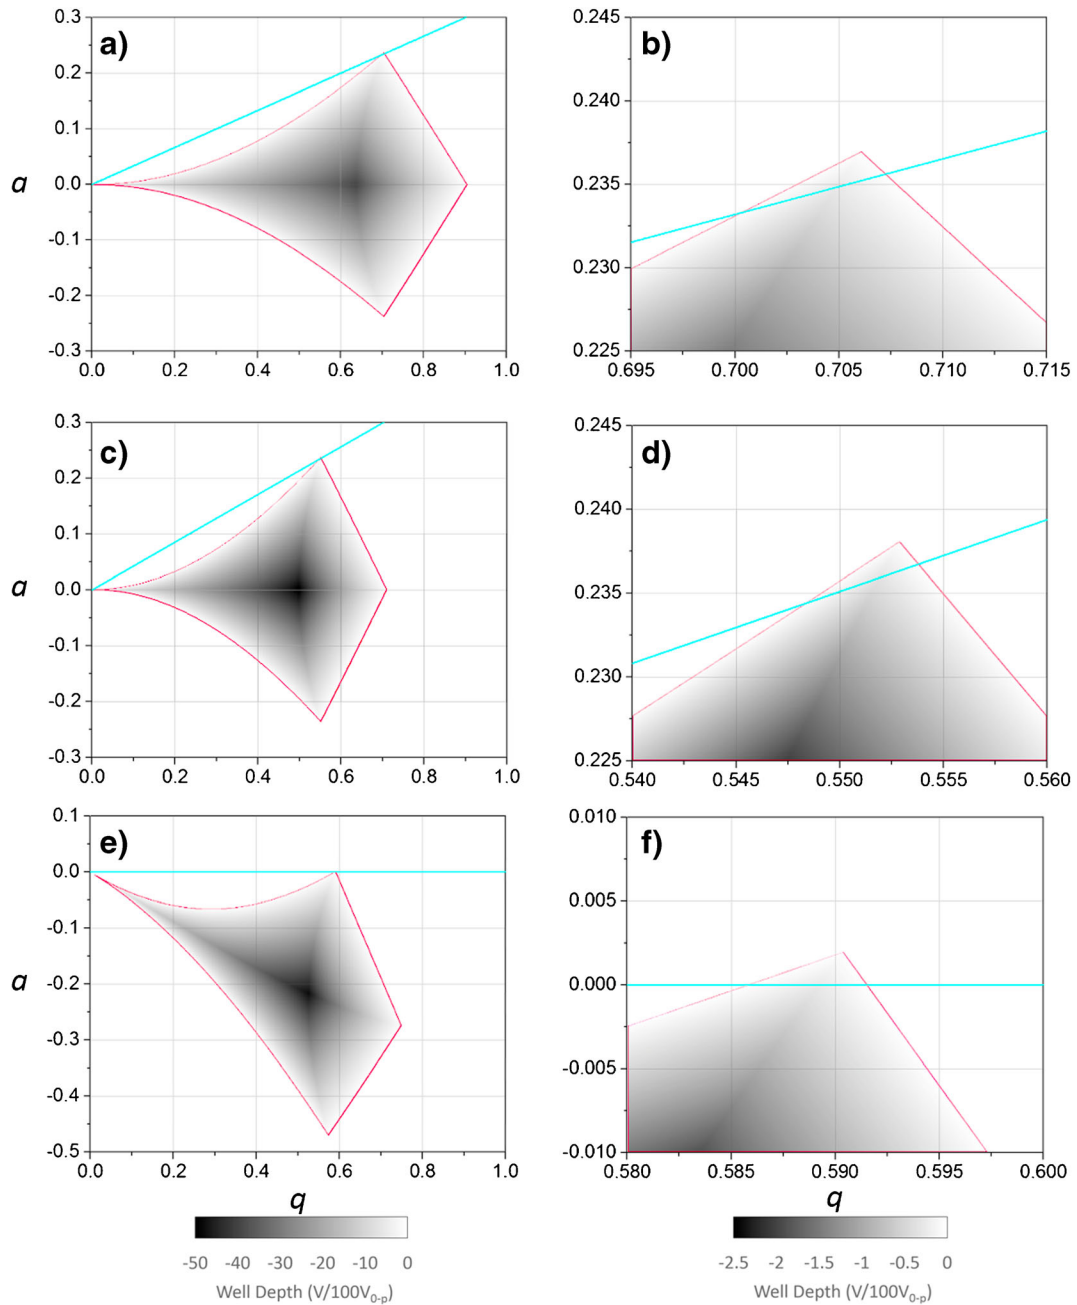 a)
0.3
0.2
0.1
0.0
-0.1
-0.2
-0.3
a
0.0 0.2 0.4 0.6 0.8 1.0
b)
0.245
0.240
0.235
0.230
0.225
0.695 0.700 0.705 0.710 0.715
c)
0.3
0.2
0.1
0.0
-0.1
-0.2
-0.3
a
0.0 0.2 0.4 0.6 0.8 1.0
d)
0.245
0.240
0.235
0.230
0.225
0.540 0.545 0.550 0.555 0.560
e)
0.1
0.0
-0.1
-0.2
-0.3
-0.4
-0.5
a
0.0 0.2 0.4 0.6 0.8 1.0
q
f)
0.010
0.005
0.000
-0.005
-0.010
0.580 0.585 0.590 0.595 0.600
q
-50 -40 -30 -20 -10 0
Well Depth (V/100V0-p)
-2.5 -2 -1.5 -1 -0.5 0
Well Depth (V/100V0-p)